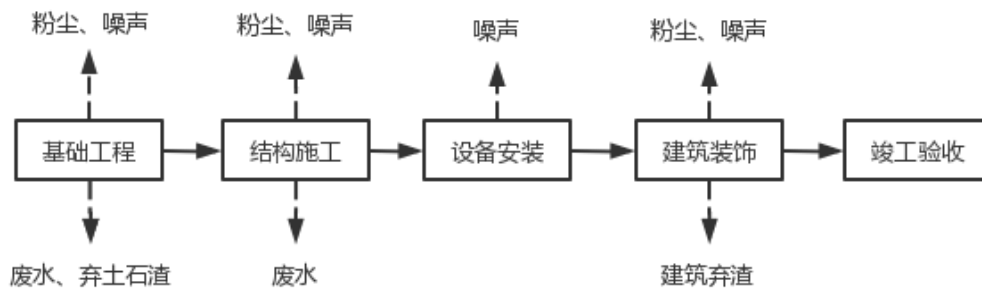 粉尘、噪声
粉尘、噪声
噪声
粉尘、噪声
基础工程
结构施工
设备安装
建筑装饰
竣工验收
废水、弃土石渣
废水
建筑弃渣